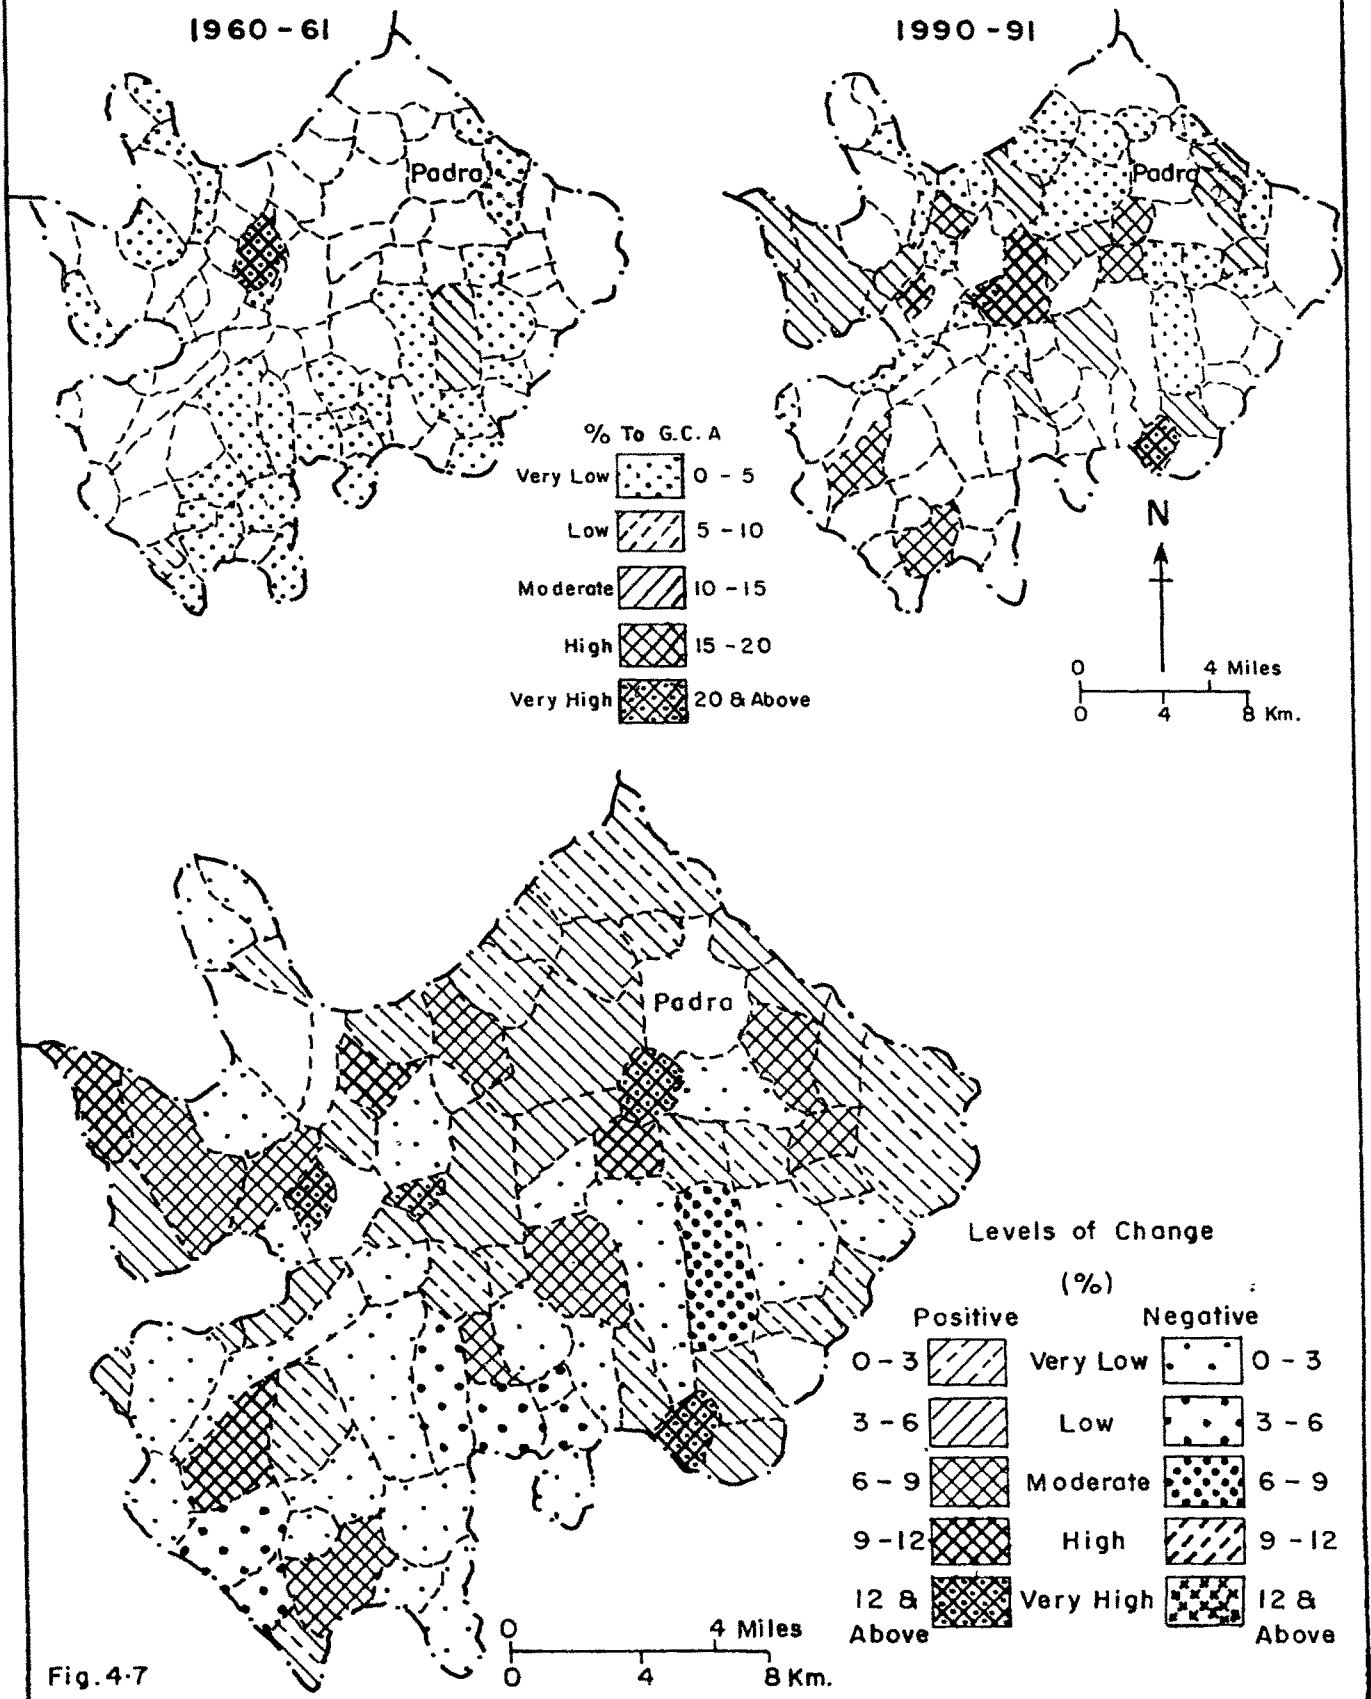 1960-61
1990-91
Padra
Padra
% To G.C.A
Very Low 0 - 5
Low 5 - 10
Moderate 10 - 15
High 15 - 20
Very High 20 & Above
N
0 4 Miles
0 4 8 Km.
Padra
Levels of Change
(%)
Positive Negative
0 - 3 Very Low 0 - 3
3 - 6 Low 3 - 6
6 - 9 Moderate 6 - 9
9 - 12 High 9 - 12
12 & Very High 12 &
Above Above
0 4 Miles
0 4 8 Km.
Fig. 4.7